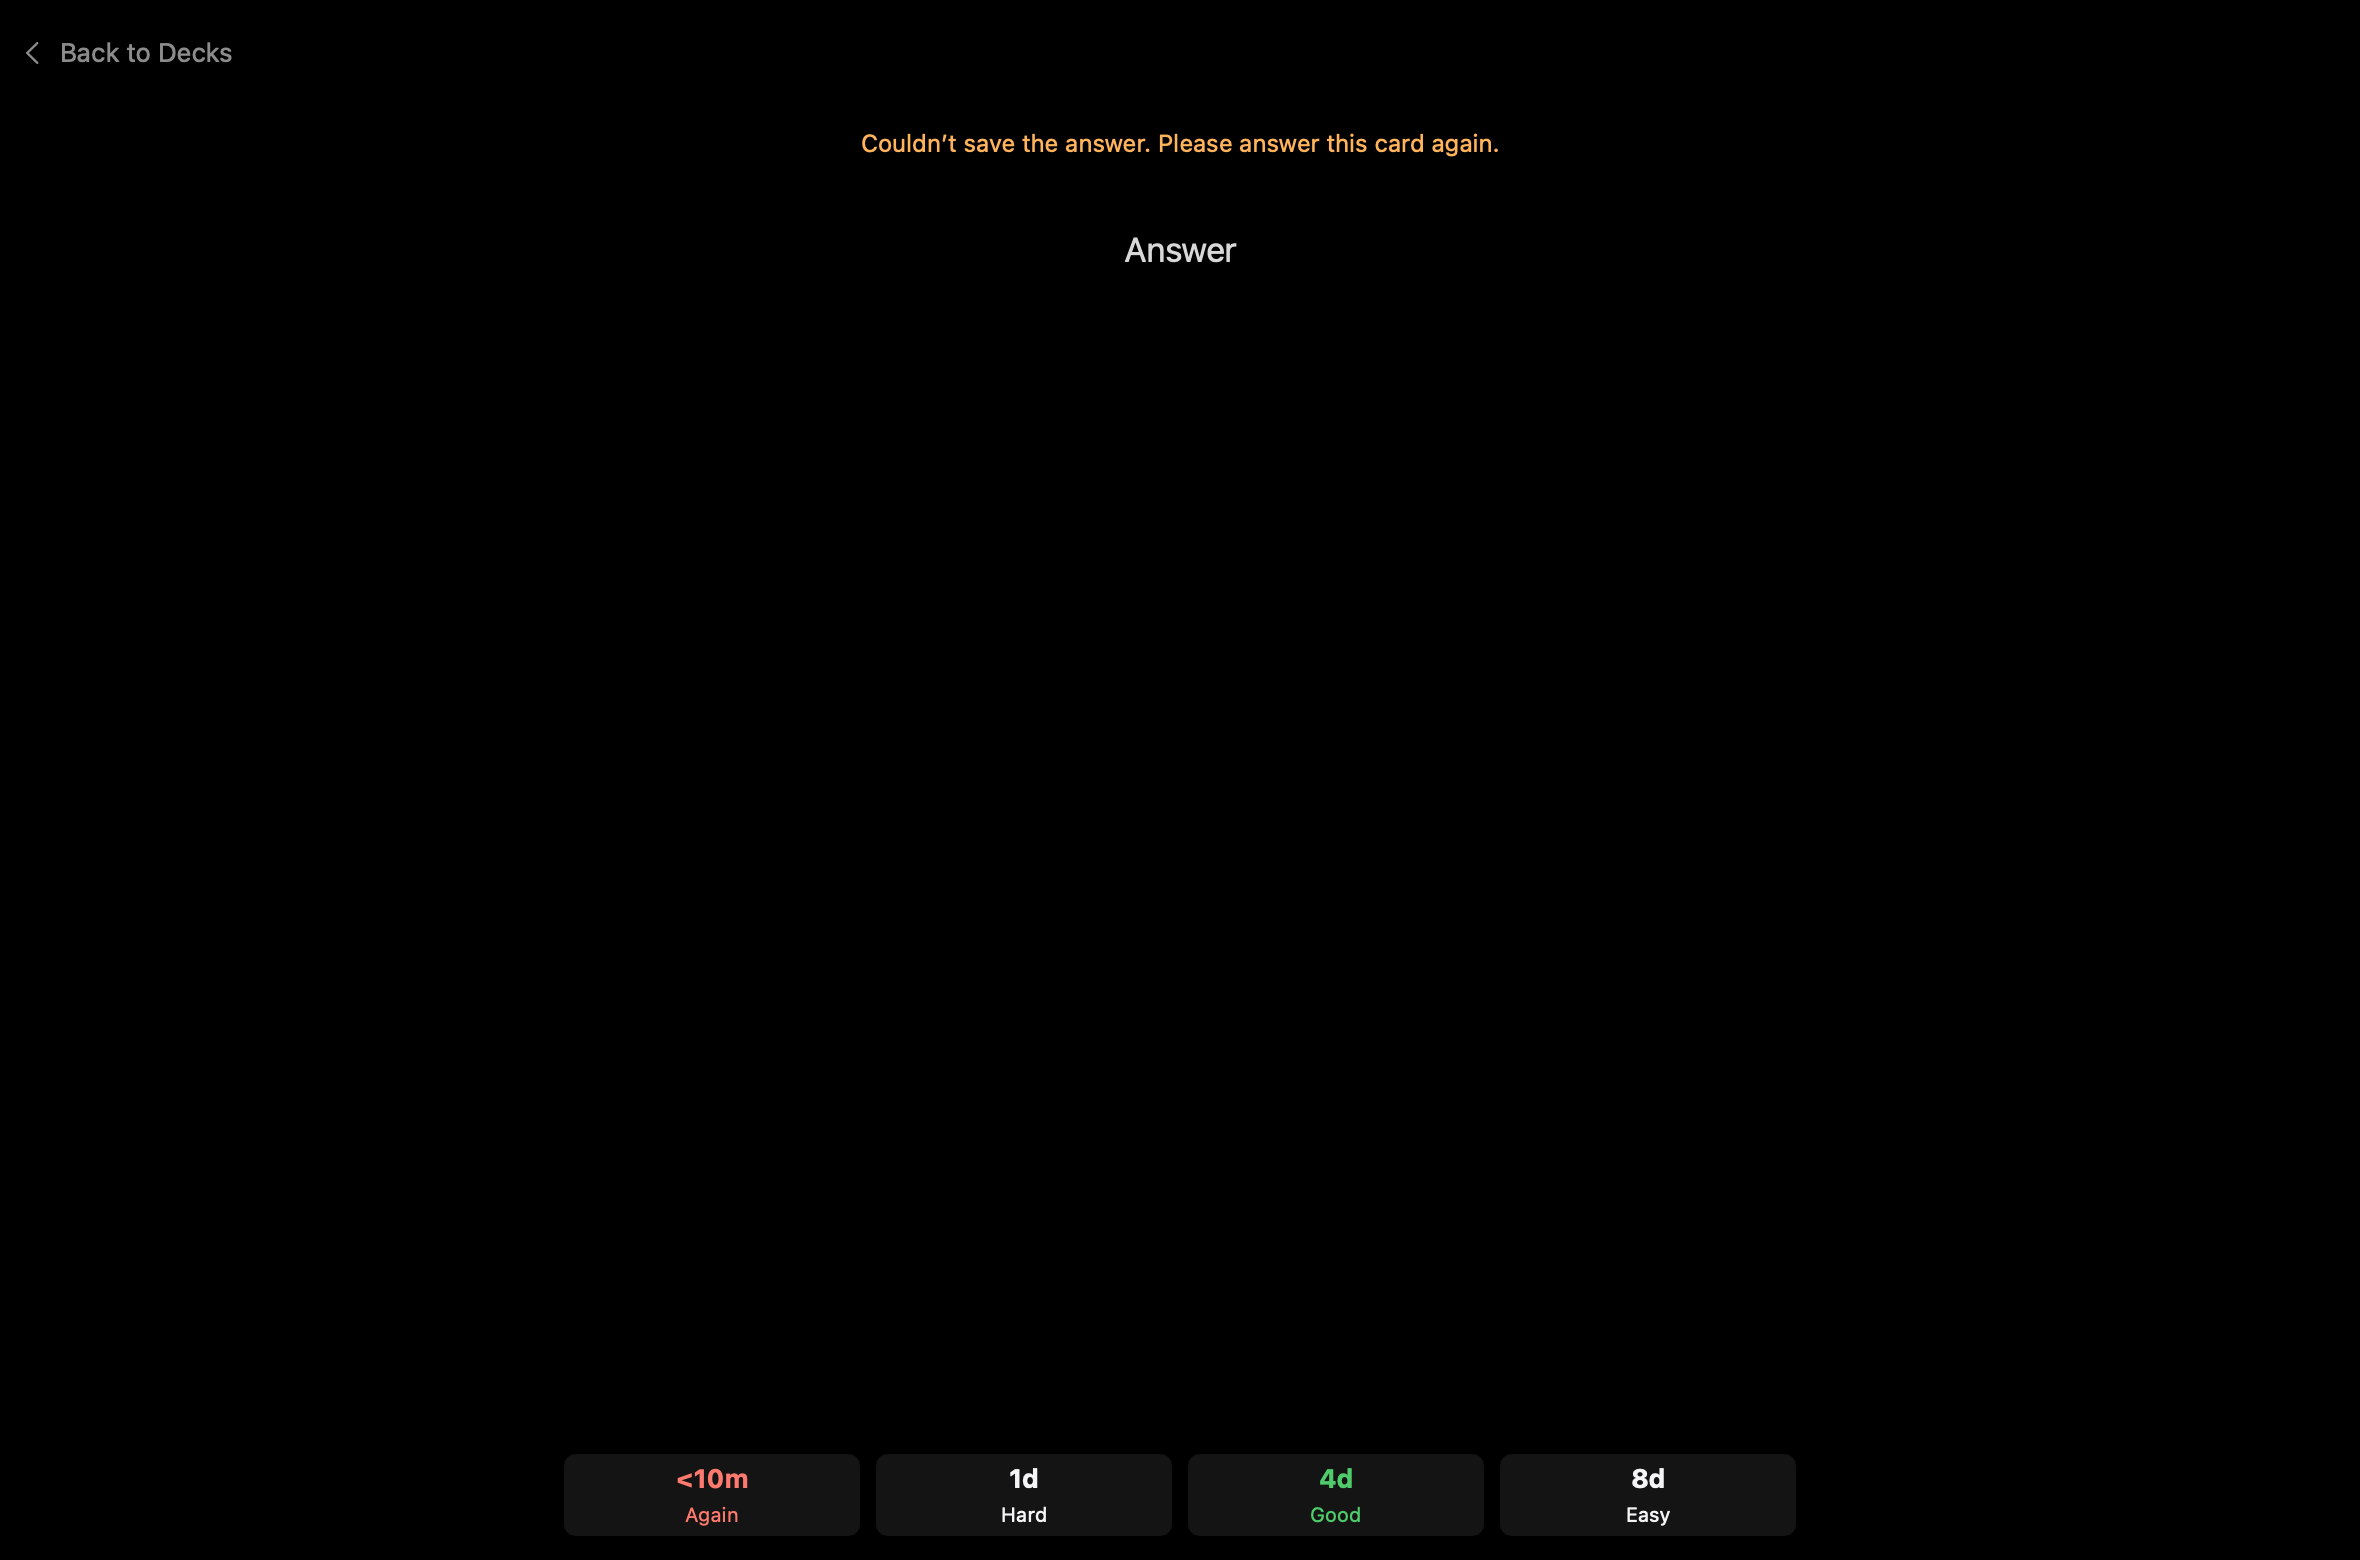 Back to Decks
Couldn’t save the answer. Please answer this card again.
Answer
<10m
Again
1d
Hard
4d
Good
8d
Easy